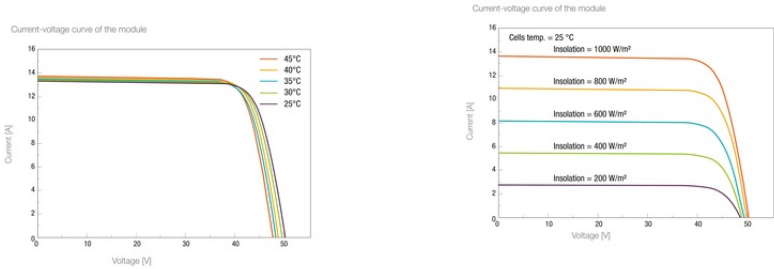 Current-voltage curve of the module
16
14
12
10
8
6
4
2
0
0
10
20
30
40
50
45°C
40°C
35°C
30°C
25°C
Current [A]
Voltage [V]
Current-voltage curve of the module
16
14
12
10
8
6
4
2
0
0
10
20
30
40
50
Cells temp. = 25 °C
Insolation = 1000 W/m²
Insolation = 800 W/m²
Insolation = 600 W/m²
Insolation = 400 W/m²
Insolation = 200 W/m²
Current [A]
Voltage [V]